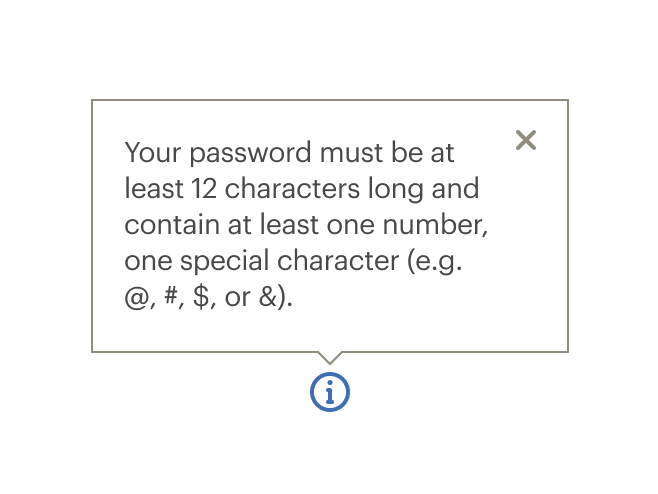 Your password must be at
least 12 characters long and
contain at least one number,
one special character (e.g.
@, #, $, or &).